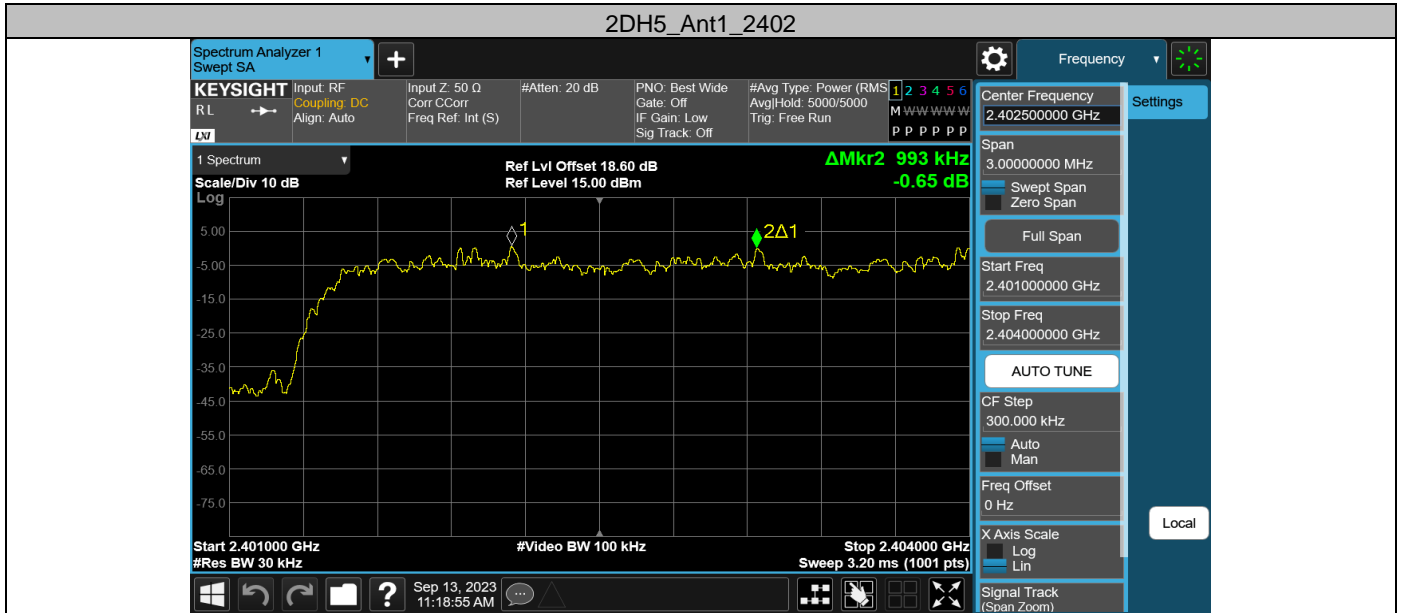 2DH5_Ant1_2402
Spectrum Analyzer 1
Swept SA
Frequency
KEYSIGHT
RL
LXI
Input: RF
Coupling: DC
Align: Auto
Input Z: 50 Ω
Corr CCorr
Freq Ref: Int (S)
#Atten: 20 dB
PNO: Best Wide
Gate: Off
IF Gain: Low
Sig Track: Off
#Avg Type: Power (RMS
Avg|Hold: 5000/5000
Trig: Free Run
1 2 3 4 5 6
M W W W W W
P P P P P P
1 Spectrum
Scale/Div 10 dB
Log
Ref Lvl Offset 18.60 dB
Ref Level 15.00 dBm
ΔMkr2 993 kHz
-0.65 dB
1
2Δ1
5.00
-5.00
-15.0
-25.0
-35.0
-45.0
-55.0
-65.0
-75.0
Start 2.401000 GHz
#Res BW 30 kHz
#Video BW 100 kHz
Stop 2.404000 GHz
Sweep 3.20 ms (1001 pts)
Sep 13, 2023
11:18:55 AM
Center Frequency
2.402500000 GHz
Span
3.00000000 MHz
Swept Span
Zero Span
Full Span
Start Freq
2.401000000 GHz
Stop Freq
2.404000000 GHz
AUTO TUNE
CF Step
300.000 kHz
Auto
Man
Freq Offset
0 Hz
X Axis Scale
Log
Lin
Signal Track
(Span Zoom)
Settings
Local